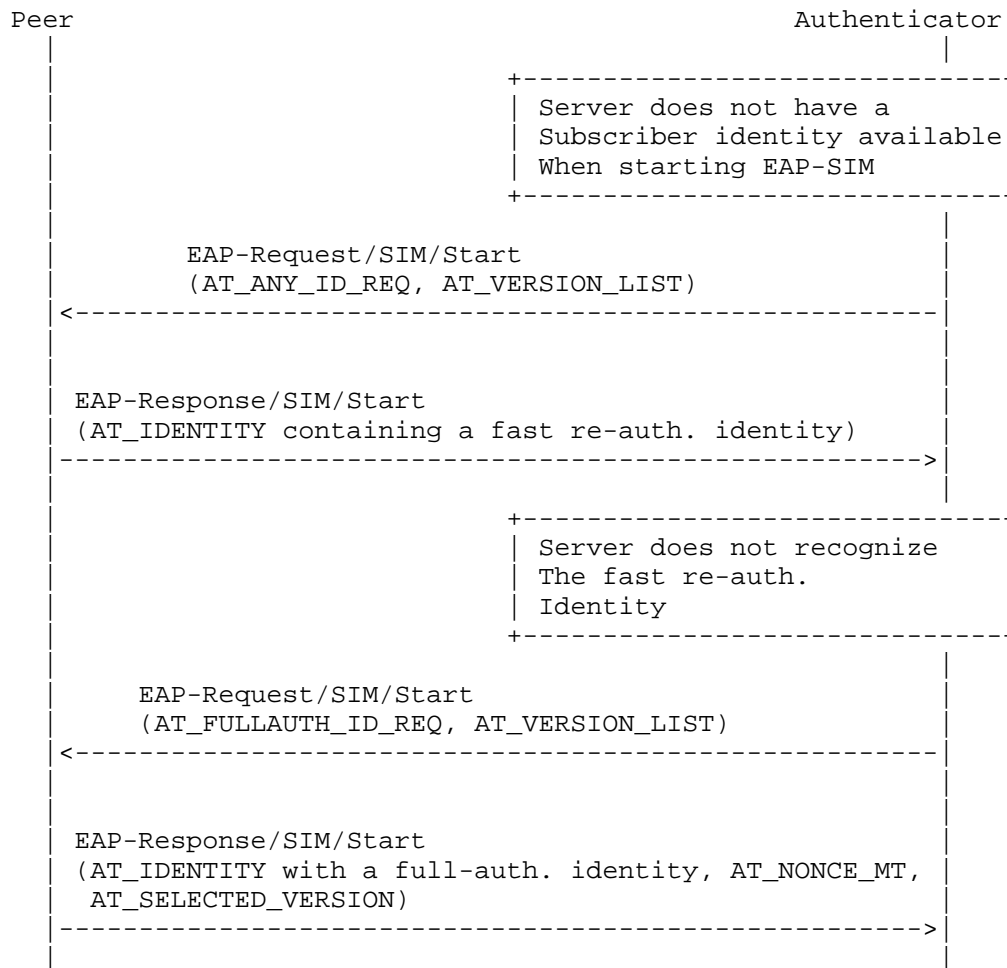 Peer Authenticator
Server does not have a
Subscriber identity available
When starting EAP-SIM
EAP-Request/SIM/Start
(AT_ANY_ID_REQ, AT_VERSION_LIST)
EAP-Response/SIM/Start
(AT_IDENTITY containing a fast re-auth. identity)
Server does not recognize
The fast re-auth.
Identity
EAP-Request/SIM/Start
(AT_FULLAUTH_ID_REQ, AT_VERSION_LIST)
EAP-Response/SIM/Start
(AT_IDENTITY with a full-auth. identity, AT_NONCE_MT,
AT_SELECTED_VERSION)